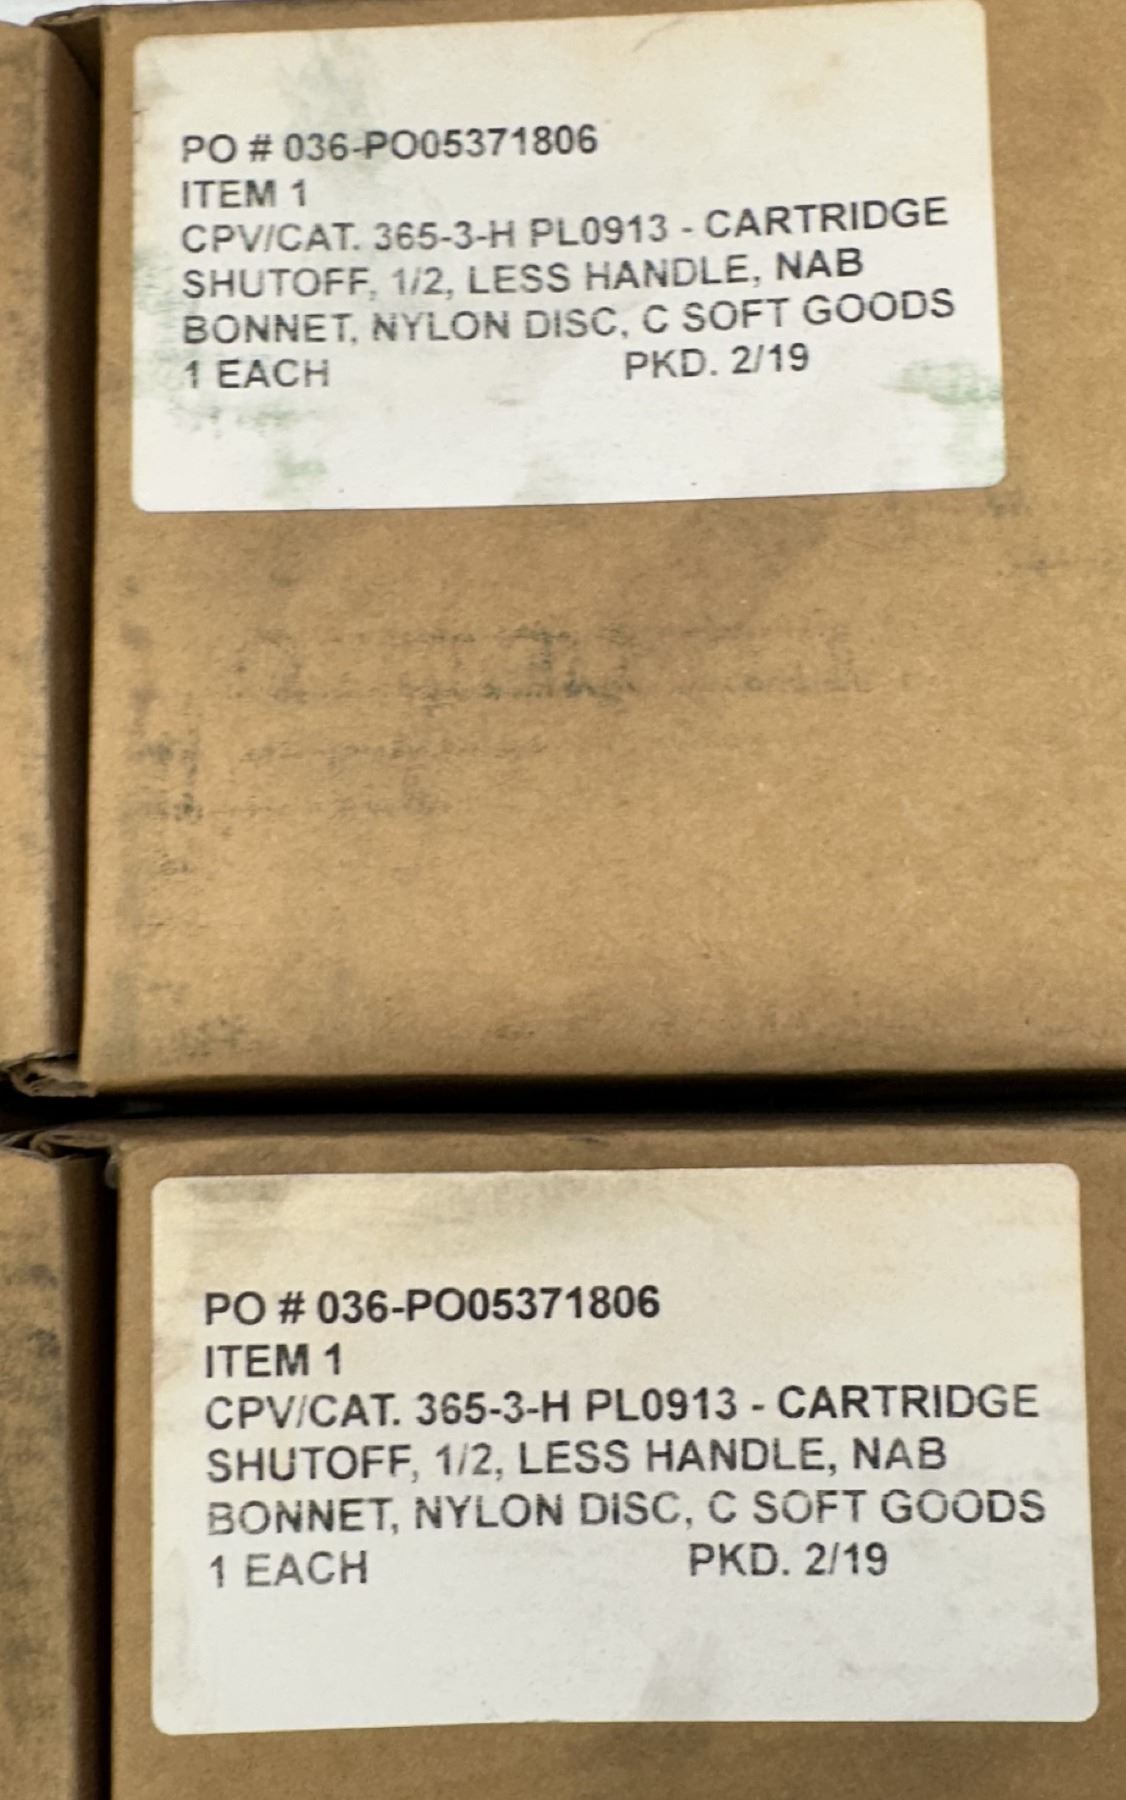 PO # 036-PO05371806
ITEM 1
CPV/CAT. 365-3-H PL0913 - CARTRIDGE
SHUTOFF, 1/2, LESS HANDLE, NAB
BONNET, NYLON DISC, C SOFT GOODS
1 EACH PKD. 2/19
PO # 036-PO05371806
ITEM 1
CPV/CAT. 365-3-H PL0913 - CARTRIDGE
SHUTOFF, 1/2, LESS HANDLE, NAB
BONNET, NYLON DISC, C SOFT GOODS
1 EACH PKD. 2/19